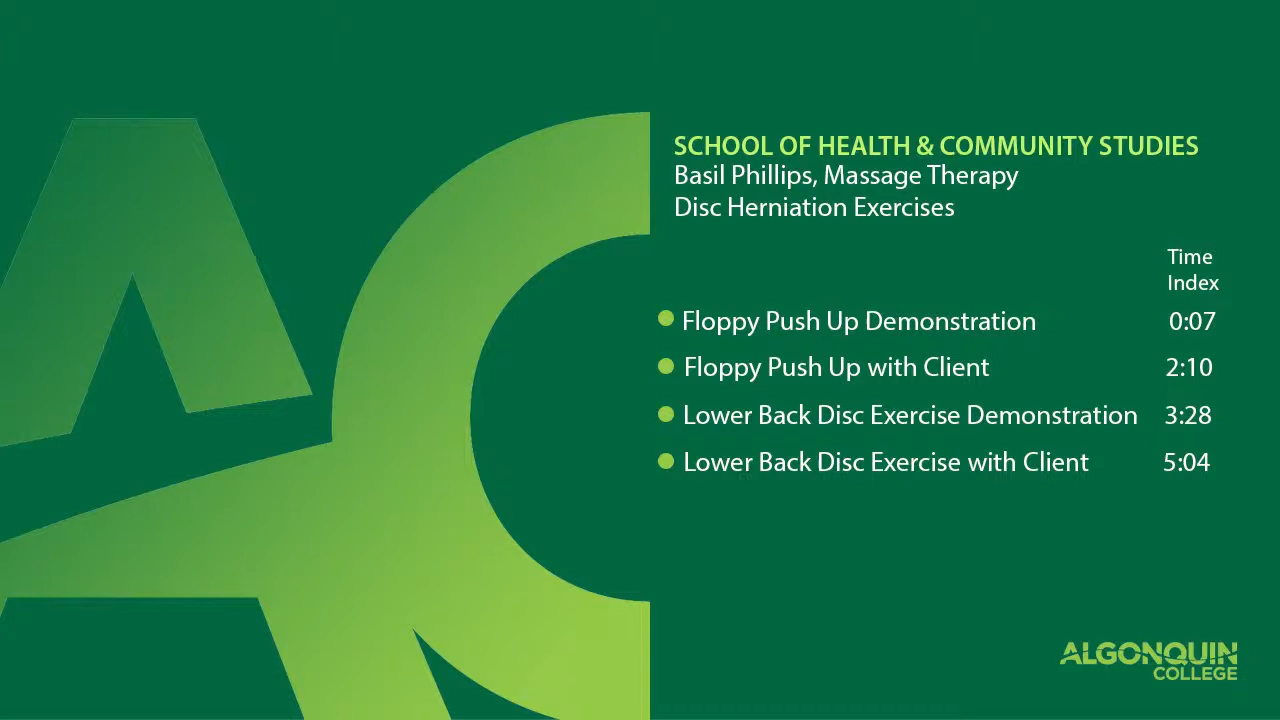 SCHOOL OF HEALTH & COMMUNITY STUDIES
Basil Phillips, Massage Therapy
Disc Herniation Exercises
Time
Index
Floppy Push Up Demonstration 0:07
Floppy Push Up with Client 2:10
Lower Back Disc Exercise Demonstration 3:28
Lower Back Disc Exercise with Client 5:04
ALGONQUIN
COLLEGE